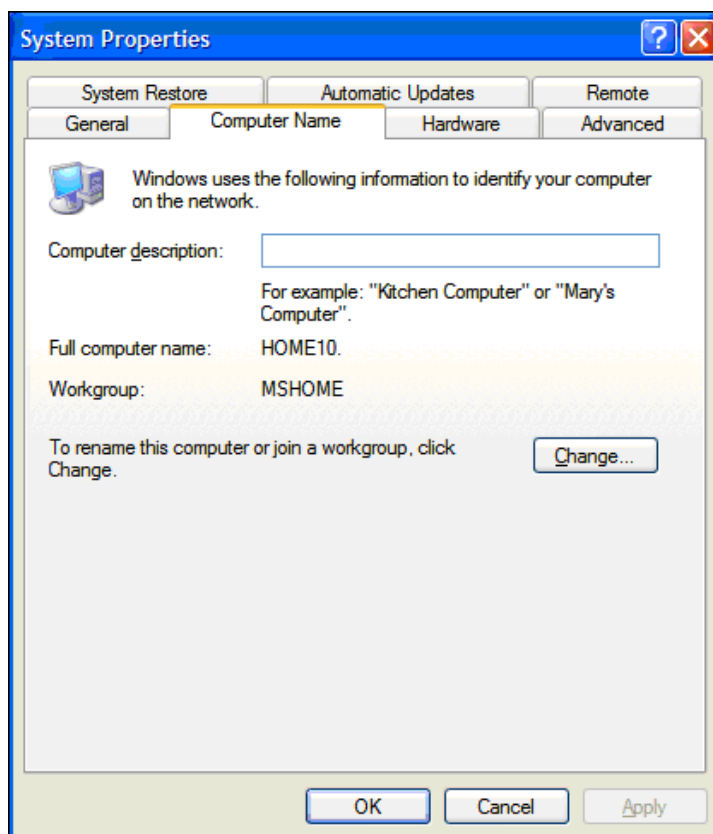 System Properties
System Restore Automatic Updates Remote
General Computer Name Hardware Advanced
Windows uses the following information to identify your computer
on the network.
Computer description:
For example: "Kitchen Computer" or "Mary's
Computer".
Full computer name: HOME10.
Workgroup: MSHOME
To rename this computer or join a workgroup, click
Change.
Change...
OK Cancel Apply